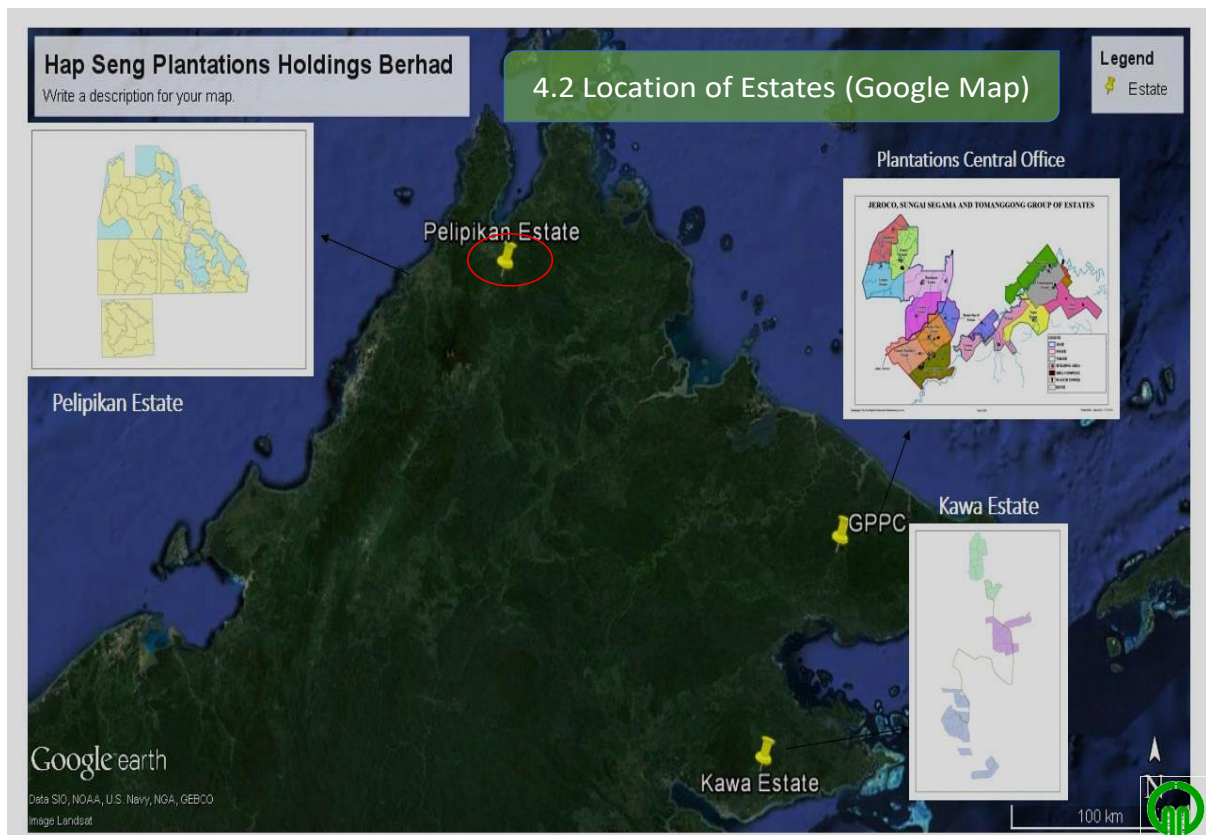 Hap Seng Plantations Holdings Berhad
Write a description for your map.
4.2 Location of Estates (Google Map)
Legend
Estate
Plantations Central Office
JEROCO, SUNGAI SEGAMA AND TOMANGGONG GROUP OF ESTATES
LEGEND
Pelipikan Estate
Pelipikan Estate
GPPC
Kawa Estate
Kawa Estate
Google earth
Data SIO, NOAA, U.S. Navy, NGA, GEBCO
Image Landsat
N
100 km